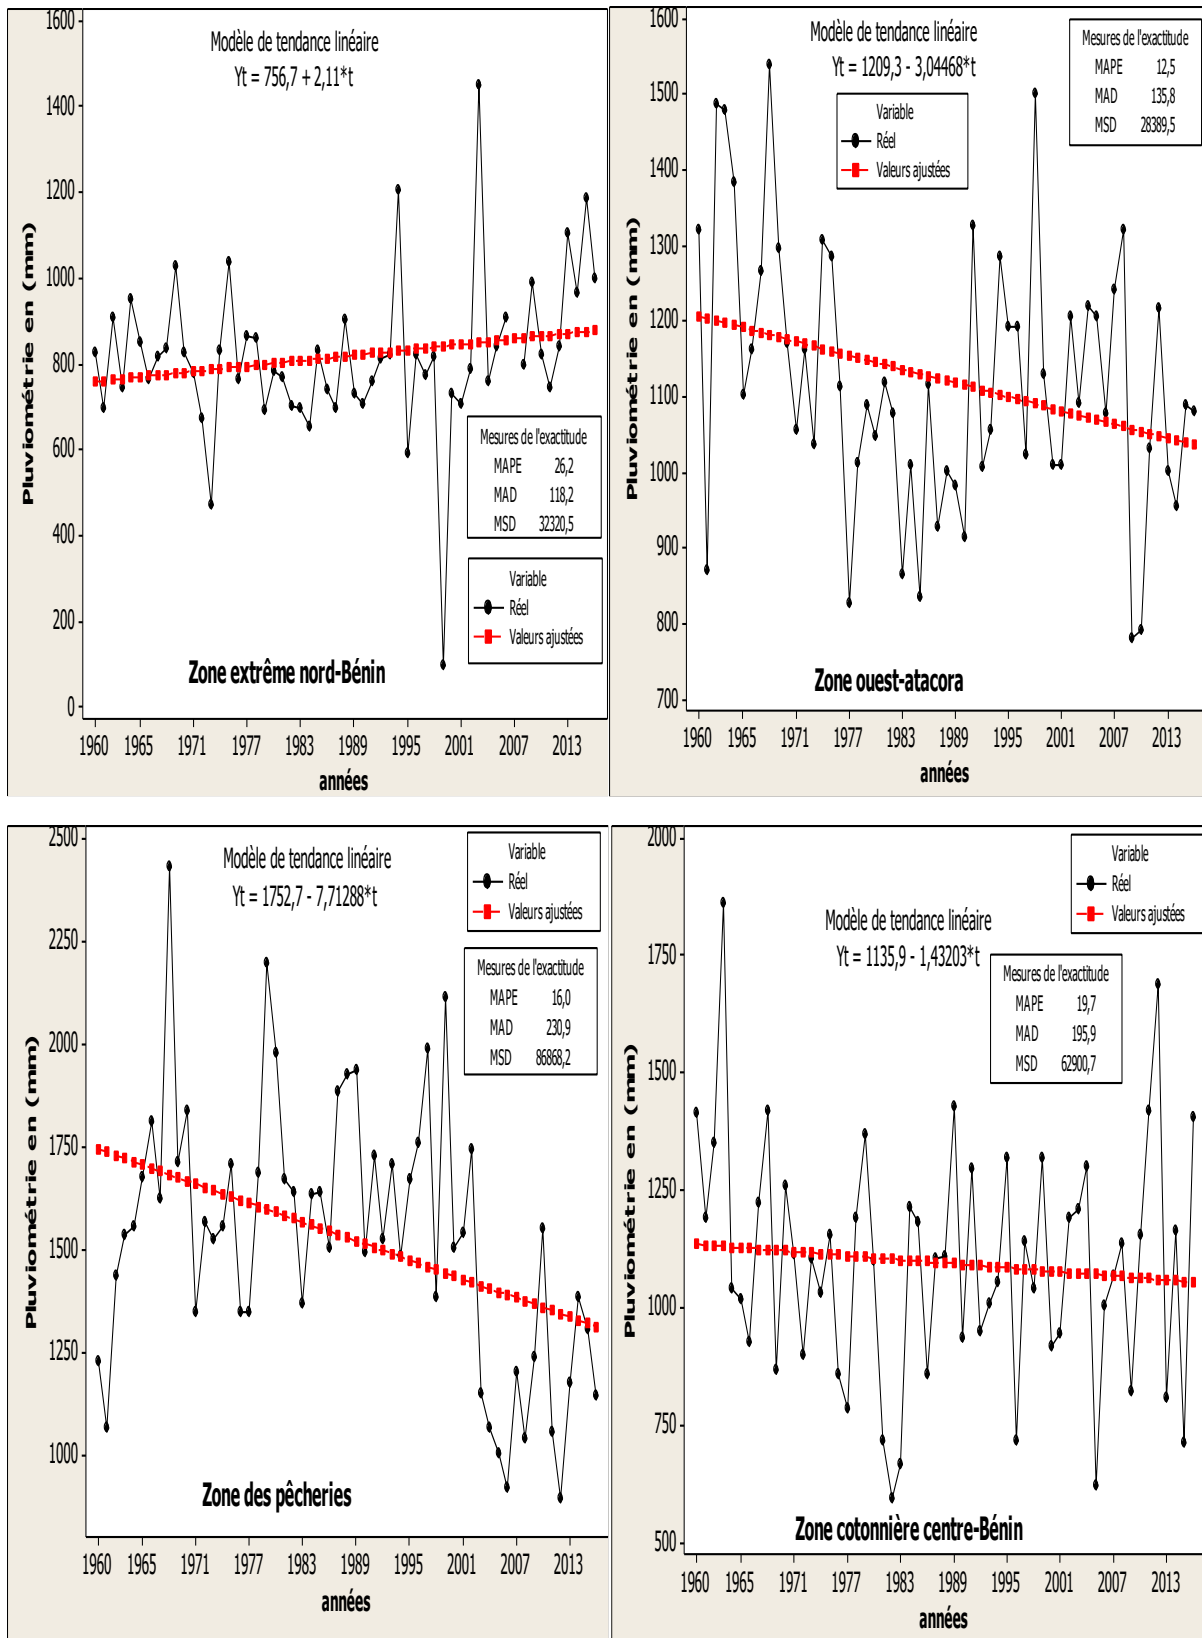 Modèle de tendance linéaire
Yt = 756,7 + 2,11*t
1600
1400
1200
1000
800
600
400
200
0
Pluviométrie en (mm)
Mesures de l'exactitude
MAPE 26,2
MAD 118,2
MSD 32320,5
Variable
Réel
Valeurs ajustées
Zone extrême nord-Bénin
1960 1965 1971 1977 1983 1989 1995 2001 2007 2013
années
Modèle de tendance linéaire
Yt = 1209,3 - 3,04468*t
Mesures de l'exactitude
MAPE 12,5
MAD 135,8
MSD 28389,5
Variable
Réel
Valeurs ajustées
1600
1500
1400
1300
1200
1100
1000
900
800
700
Pluviométrie en (mm)
Zone ouest-atacora
1960 1965 1971 1977 1983 1989 1995 2001 2007 2013
années
Modèle de tendance linéaire
Yt = 1752,7 - 7,71288*t
Variable
Réel
Valeurs ajustées
Mesures de l'exactitude
MAPE 16,0
MAD 230,9
MSD 86868,2
2500
2250
2000
1750
1500
1250
1000
Pluviométrie en (mm)
Zone des pêcheries
1960 1965 1971 1977 1983 1989 1995 2001 2007 2013
années
Variable
Réel
Valeurs ajustées
Modèle de tendance linéaire
Yt = 1135,9 - 1,43203*t
Mesures de l'exactitude
MAPE 19,7
MAD 195,9
MSD 62900,7
2000
1750
1500
1250
1000
750
500
Pluviométrie en (mm)
Zone cotonnière centre-Bénin
1960 1965 1971 1977 1983 1989 1995 2001 2007 2013
années